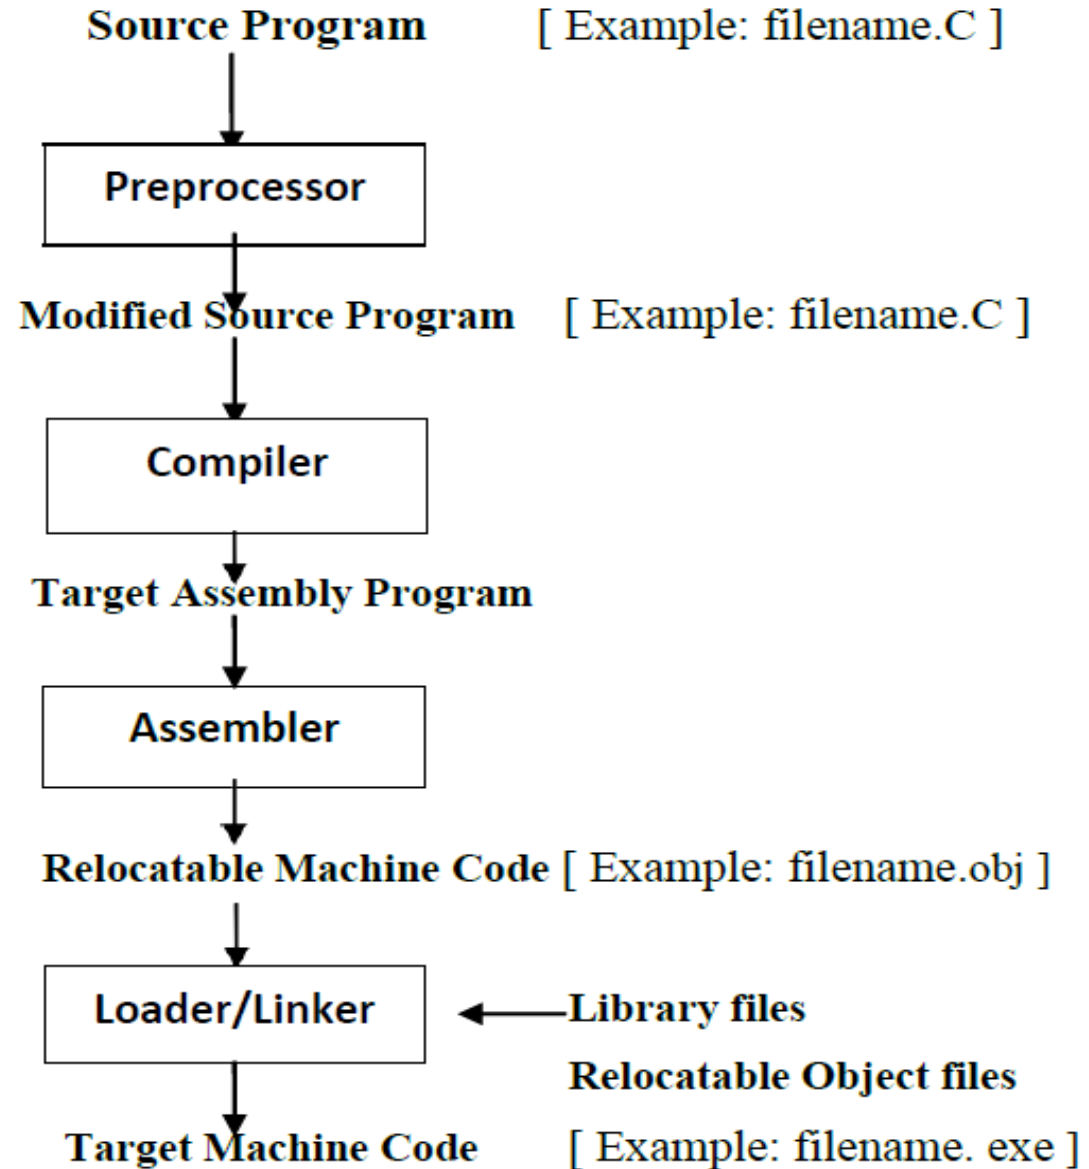 Source Program [ Example: filename.C ]
Preprocessor
Modified Source Program [ Example: filename.C ]
Compiler
Target Assembly Program
Assembler
Relocatable Machine Code [ Example: filename.obj ]
Loader/Linker Library files
Relocatable Object files
Target Machine Code [ Example: filename. exe ]